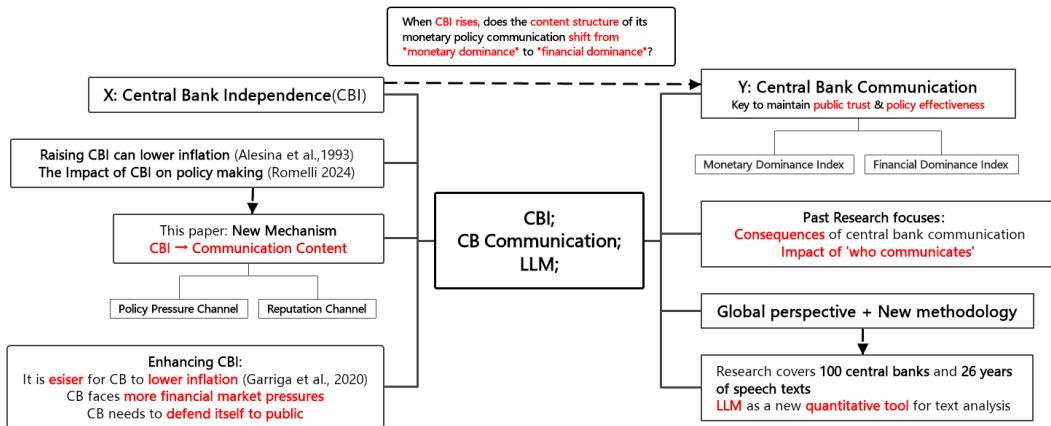 When CBI rises, does the content structure of its
monetary policy communication shift from
"monetary dominance" to "financial dominance"?
X: Central Bank Independence(CBI)
Raising CBI can lower inflation (Alesina et al.,1993)
The Impact of CBI on policy making (Romelli 2024)
This paper: New Mechanism
CBI → Communication Content
Policy Pressure Channel
Reputation Channel
Enhancing CBI:
It is esiser for CB to lower inflation (Garriga et al., 2020)
CB faces more financial market pressures
CB needs to defend itself to public
CBI;
CB Communication;
LLM;
Y: Central Bank Communication
Key to maintain public trust & policy effectiveness
Monetary Dominance Index
Financial Dominance Index
Past Research focuses:
Consequences of central bank communication
Impact of 'who communicates'
Global perspective + New methodology
Research covers 100 central banks and 26 years
of speech texts
LLM as a new quantitative tool for text analysis